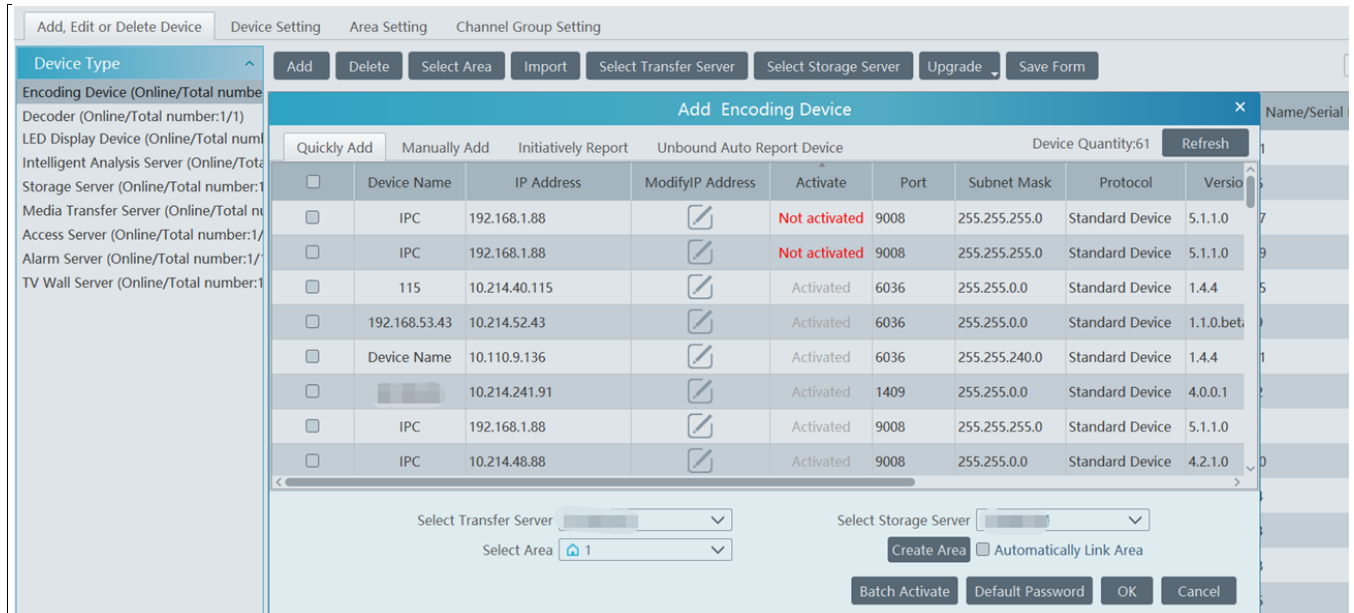 Add, Edit or Delete Device Device Setting Area Setting Channel Group Setting
Device Type
Add Delete Select Area Import Select Transfer Server Select Storage Server Upgrade Save Form
Encoding Device (Online/Total numbe
Decoder (Online/Total number:1/1)
LED Display Device (Online/Total num
Intelligent Analysis Server (Online/Tota
Storage Server (Online/Total number:1
Media Transfer Server (Online/Total nu
Access Server (Online/Total number:1/
Alarm Server (Online/Total number:1/
TV Wall Server (Online/Total number:1
Name/Serial
Add Encoding Device
Quickly Add Manually Add Initiatively Report Unbound Auto Report Device Device Quantity:61 Refresh
Device Name IP Address ModifyIP Address Activate Port Subnet Mask Protocol Versio
IPC 192.168.1.88 Not activated 9008 255.255.255.0 Standard Device 5.1.1.0
IPC 192.168.1.88 Not activated 9008 255.255.255.0 Standard Device 5.1.1.0
115 10.214.40.115 Activated 6036 255.255.0.0 Standard Device 1.4.4
192.168.53.43 10.214.52.43 Activated 6036 255.255.0.0 Standard Device 1.1.0.beta
Device Name 10.110.9.136 Activated 6036 255.255.240.0 Standard Device 1.4.4
10.214.241.91 Activated 1409 255.255.0.0 Standard Device 4.0.0.1
IPC 192.168.1.88 Activated 9008 255.255.255.0 Standard Device 5.1.1.0
IPC 10.214.48.88 Activated 9008 255.255.0.0 Standard Device 4.2.1.0
Select Transfer Server Select Storage Server
Select Area 1 Create Area Automatically Link Area
Batch Activate Default Password OK Cancel